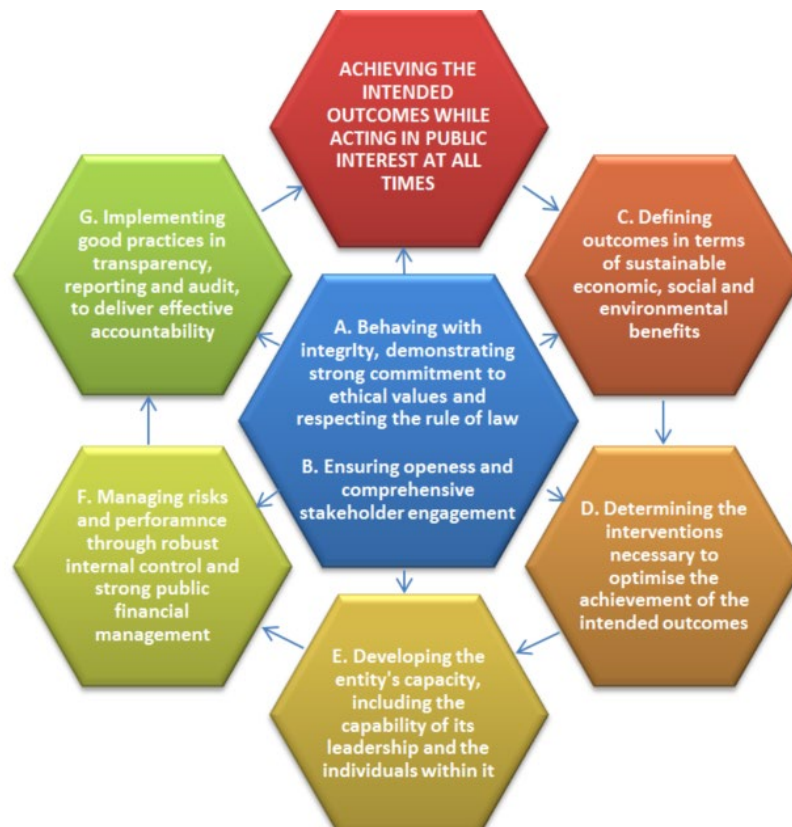 ACHIEVING THE
INTENDED
OUTCOMES WHILE
ACTING IN PUBLIC
INTEREST AT ALL
TIMES
G. Implementing
good practices in
transparency,
reporting and audit,
to deliver effective
accountability
C. Defining
outcomes in terms
of sustainable
economic, social and
environmental
benefits
A. Behaving with
integrIty, demonstrating
strong commitment to
ethical values and
respecting the rule of law
B. Ensuring openess and
comprehensive
stakeholder engagement
F. Managing risks
and perforamnce
through robust
internal control and
strong public
financial
management
D. Determining the
interventions
necessary to
optimise the
achievement of the
intended outcomes
E. Developing the
entity's capacity,
including the
capability of its
leadership and the
individuals within it